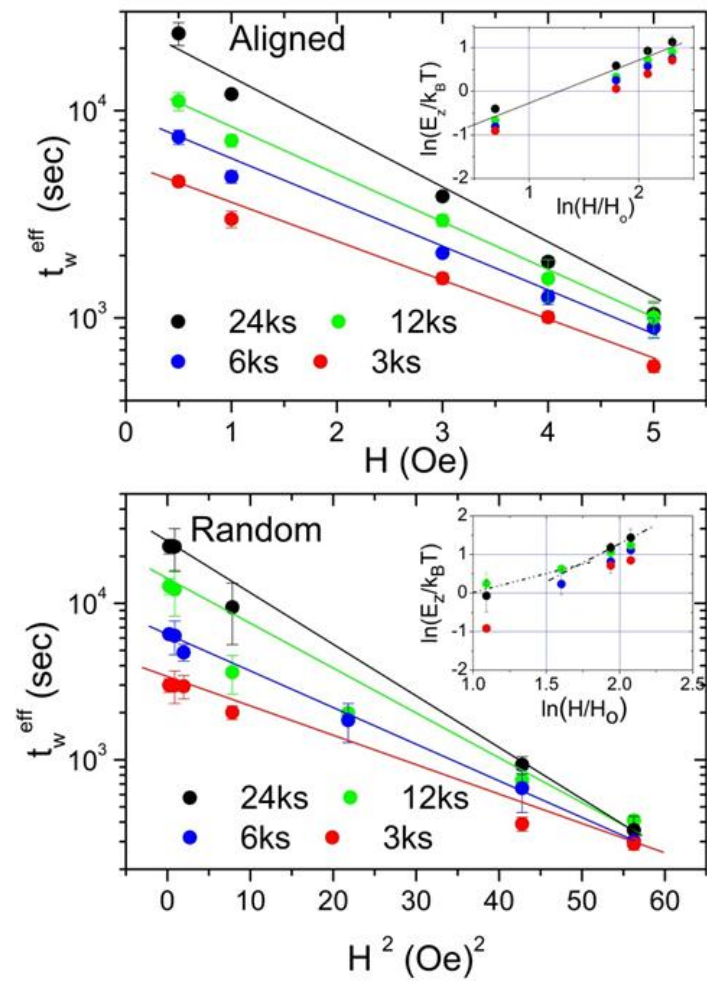 Aligned
t_w^eff (sec)
10^4
10^3
24ks 12ks
6ks 3ks
0 1 2 3 4 5
H (Oe)
ln(E_z/k_BT)
1
0
-1
-2
1 2
ln(H/H_o)
Random
t_w^eff (sec)
10^4
10^3
24ks 12ks
6ks 3ks
0 10 20 30 40 50 60
H^2 (Oe)^2
ln(E_z/k_BT)
2
1
0
-1
-2
1.0 1.5 2.0 2.5
ln(H/H_O)